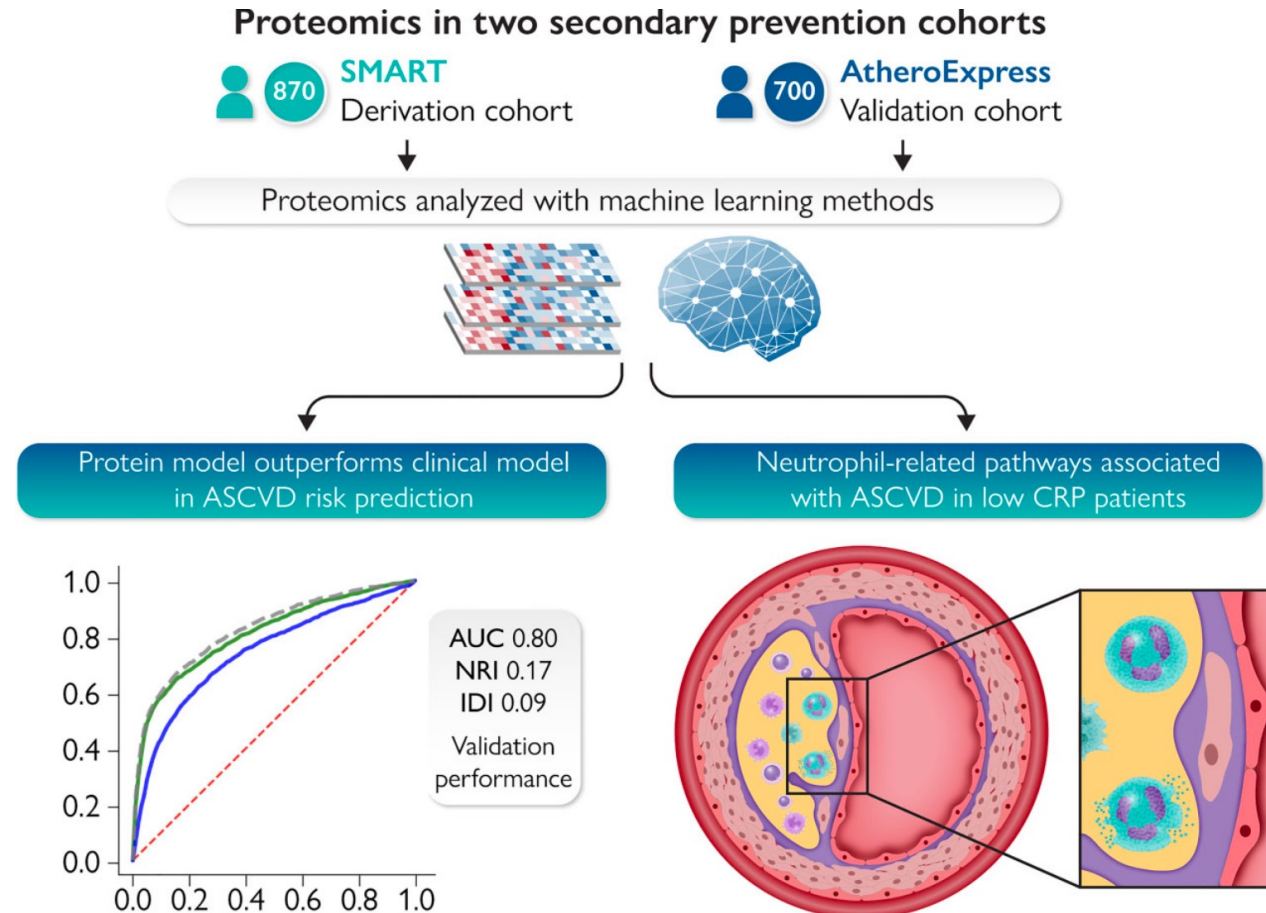 Proteomics in two secondary prevention cohorts
870
SMART
Derivation cohort
700
AtheroExpress
Validation cohort
Proteomics analyzed with machine learning methods
Protein model outperforms clinical model
in ASCVD risk prediction
Neutrophil-related pathways associated
with ASCVD in low CRP patients
1.0
0.8
0.6
0.4
0.2
0.0
0.0 0.2 0.4 0.6 0.8 1.0
AUC 0.80
NRI 0.17
IDI 0.09
Validation
performance